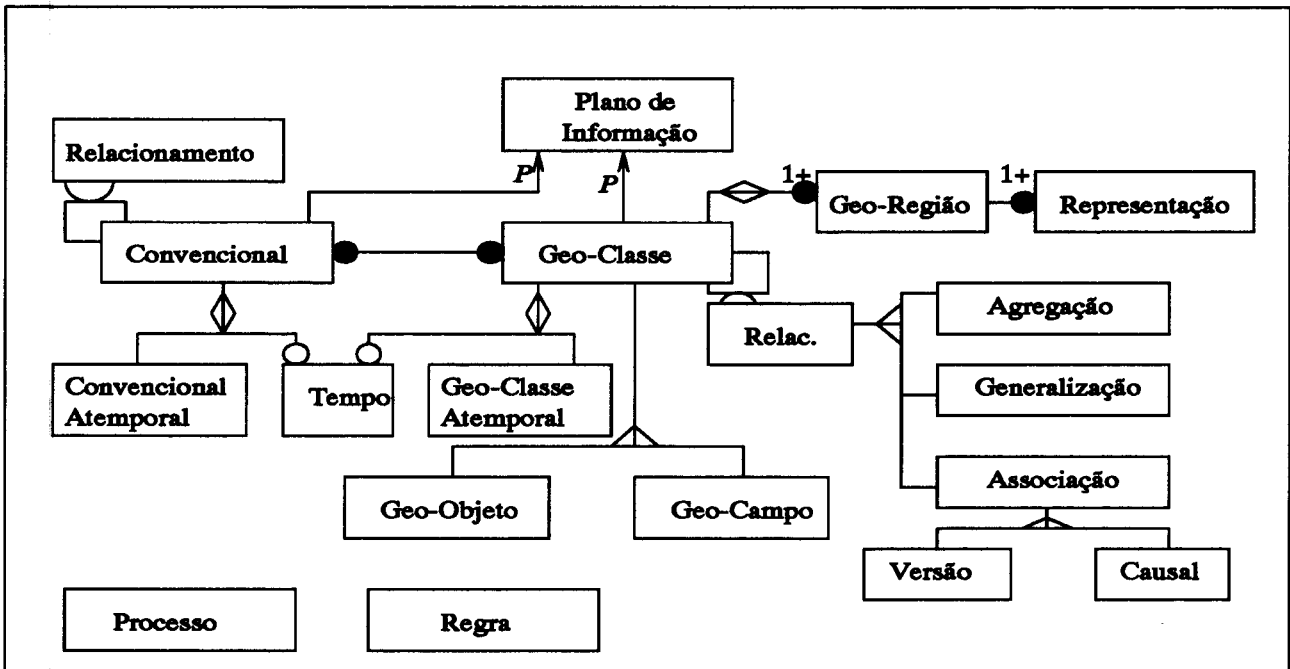 Plano de
Informação
Relacionamento
P
P
1+
1+
Geo-Região
Representação
Convencional
Geo-Classe
Agregação
Relac.
Convencional
Atemporal
Tempo
Geo-Classe
Atemporal
Generalização
Associação
Geo-Objeto
Geo-Campo
Versão
Causal
Processo
Regra